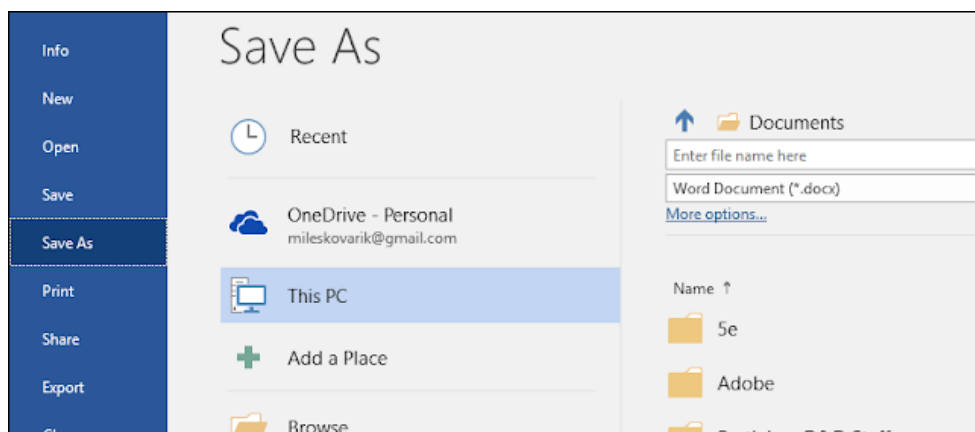 Info
New
Open
Save
Save As
Print
Share
Export
Save As
Recent
OneDrive - Personal
mileskovarik@gmail.com
This PC
Add a Place
Browse
Documents
Enter file name here
Word Document (*.docx)
More options...
Name ↑
5e
Adobe